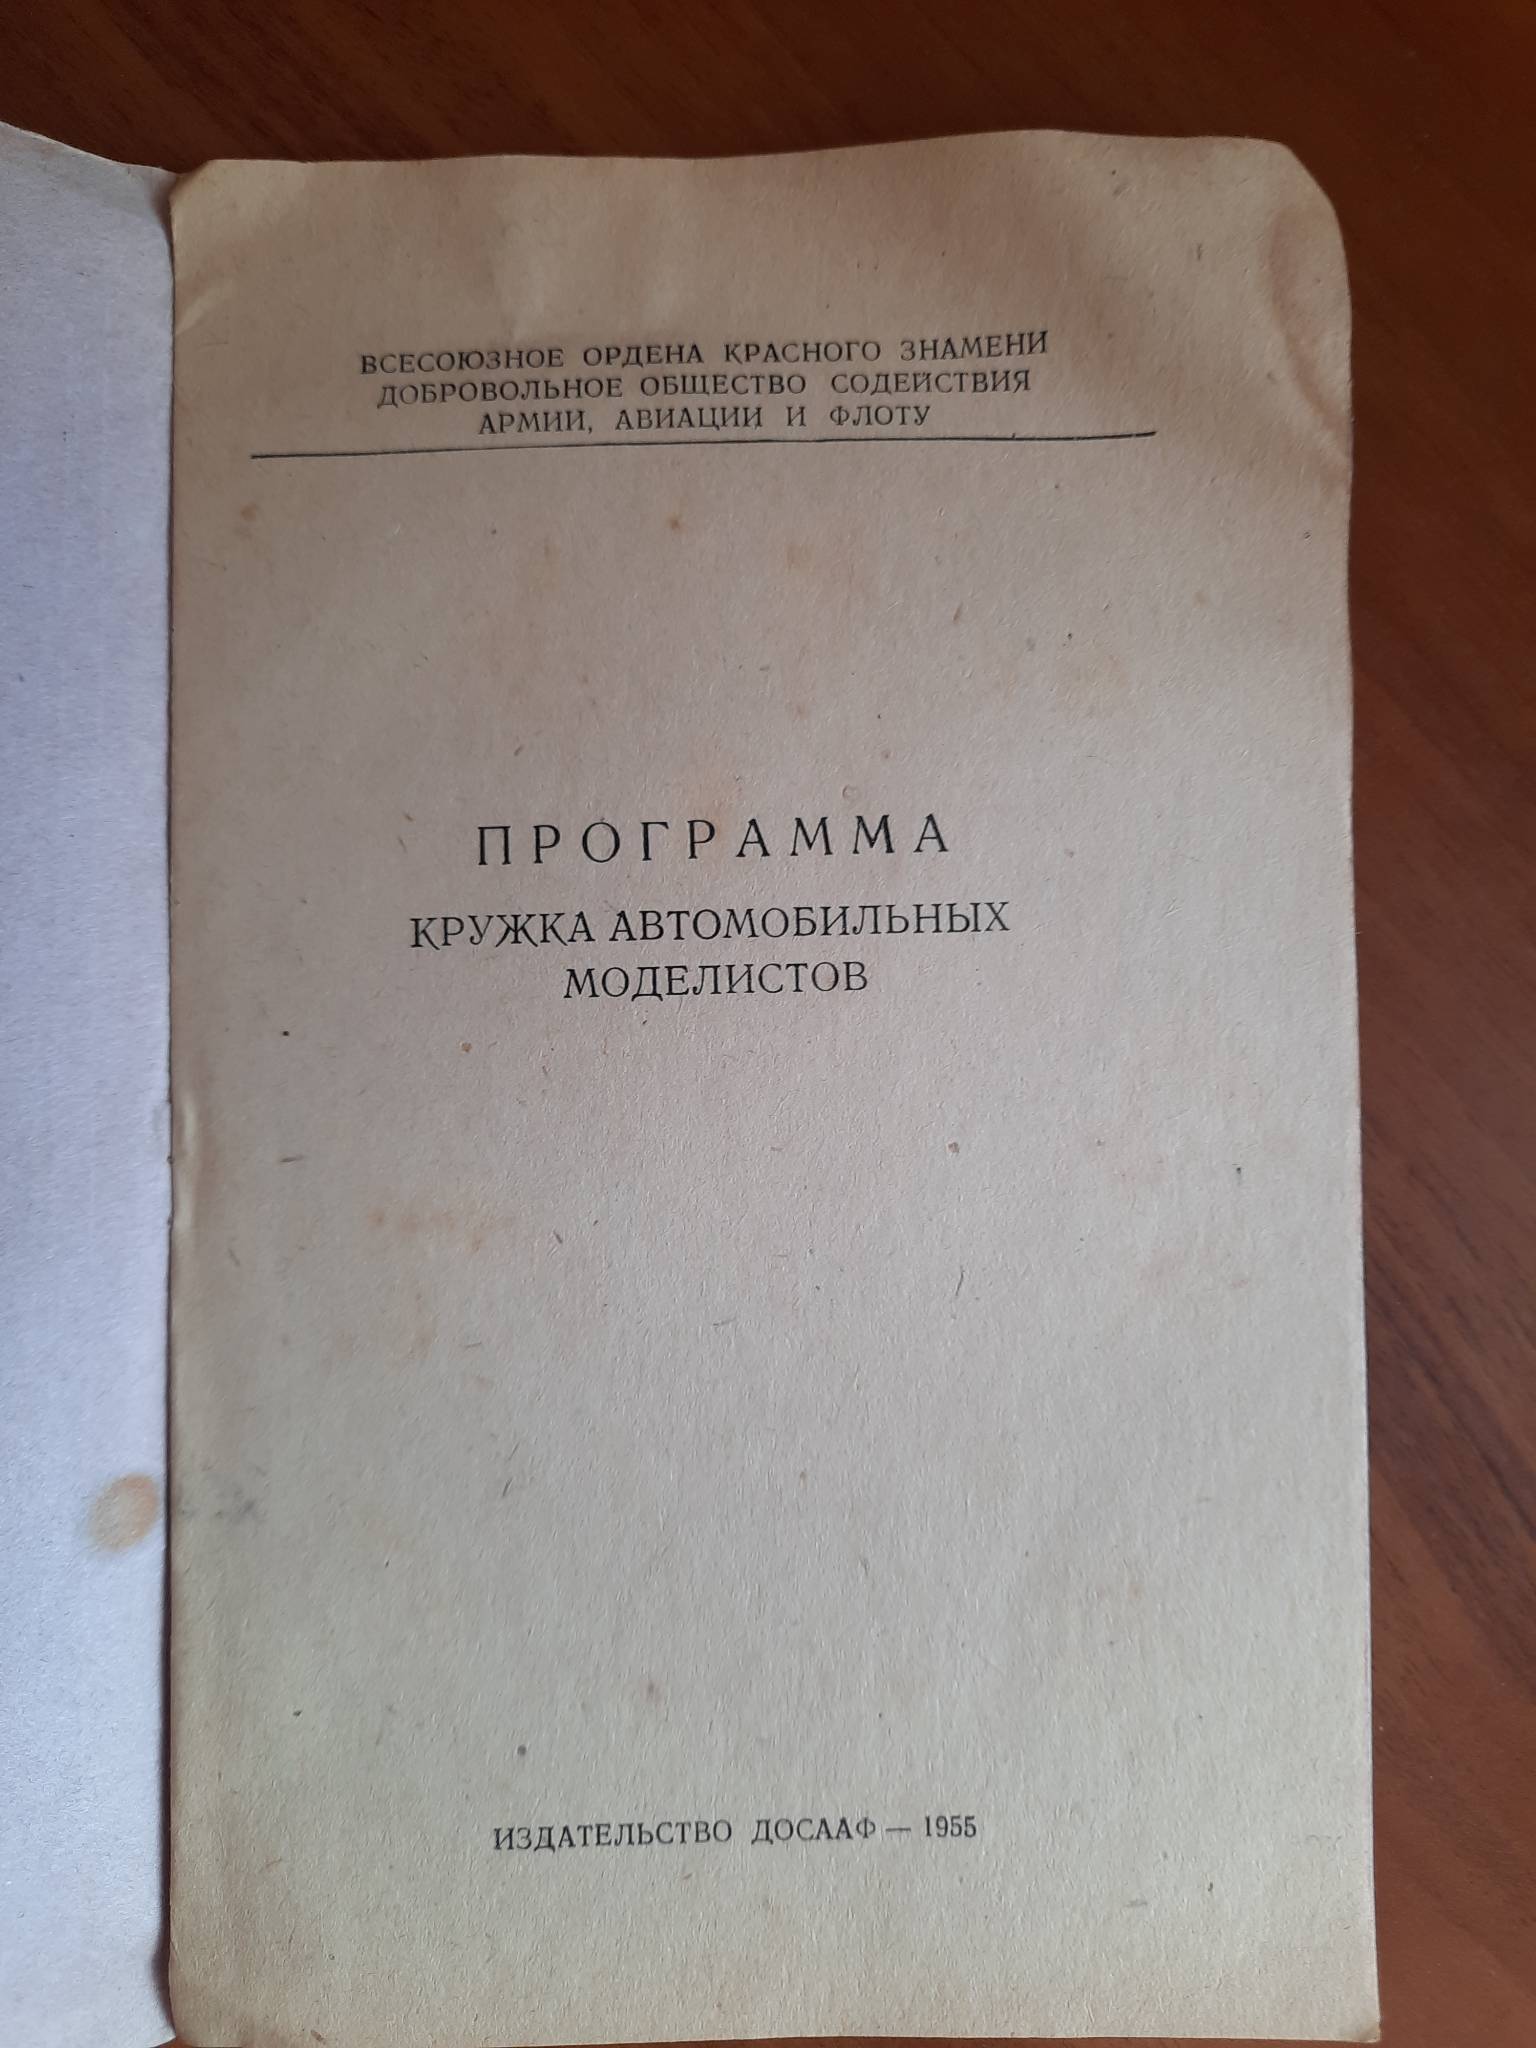 ВСЕСОЮЗНОЕ ОРДЕНА КРАСНОГО ЗНАМЕНИ
ДОБРОВОЛЬНОЕ ОБЩЕСТВО СОДЕЙСТВИЯ
АРМИИ, АВИАЦИИ И ФЛОТУ
ПРОГРАММА
КРУЖКА АВТОМОБИЛЬНЫХ
МОДЕЛИСТОВ
ИЗДАТЕЛЬСТВО ДОСААФ — 1955